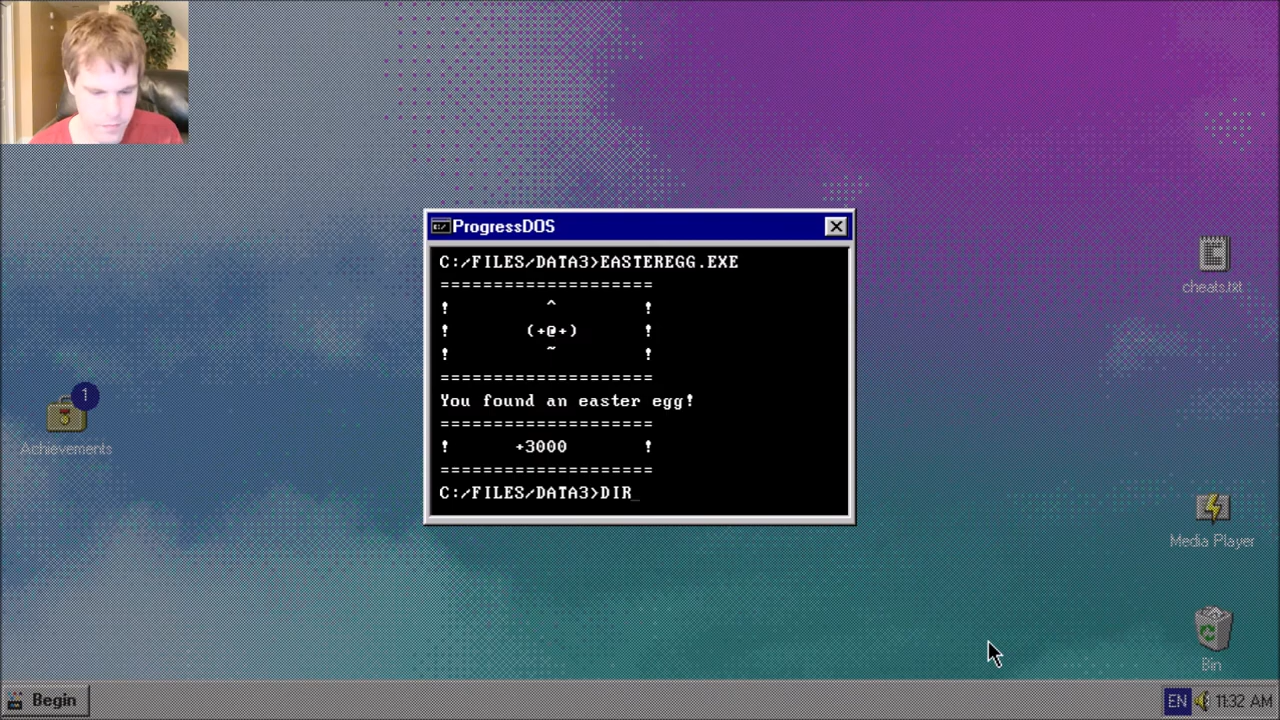 ProgressDOS
C:/FILES/DATA3>EASTEREGG.EXE
====================
!          ^         !
!        (+@+)       !
!          ~         !
====================
You found an easter egg!
====================
!       +3000        !
====================
C:/FILES/DATA3>DIR_
cheats.txt
1
Achievements
Media Player
Bin
Begin
EN
11:32 AM